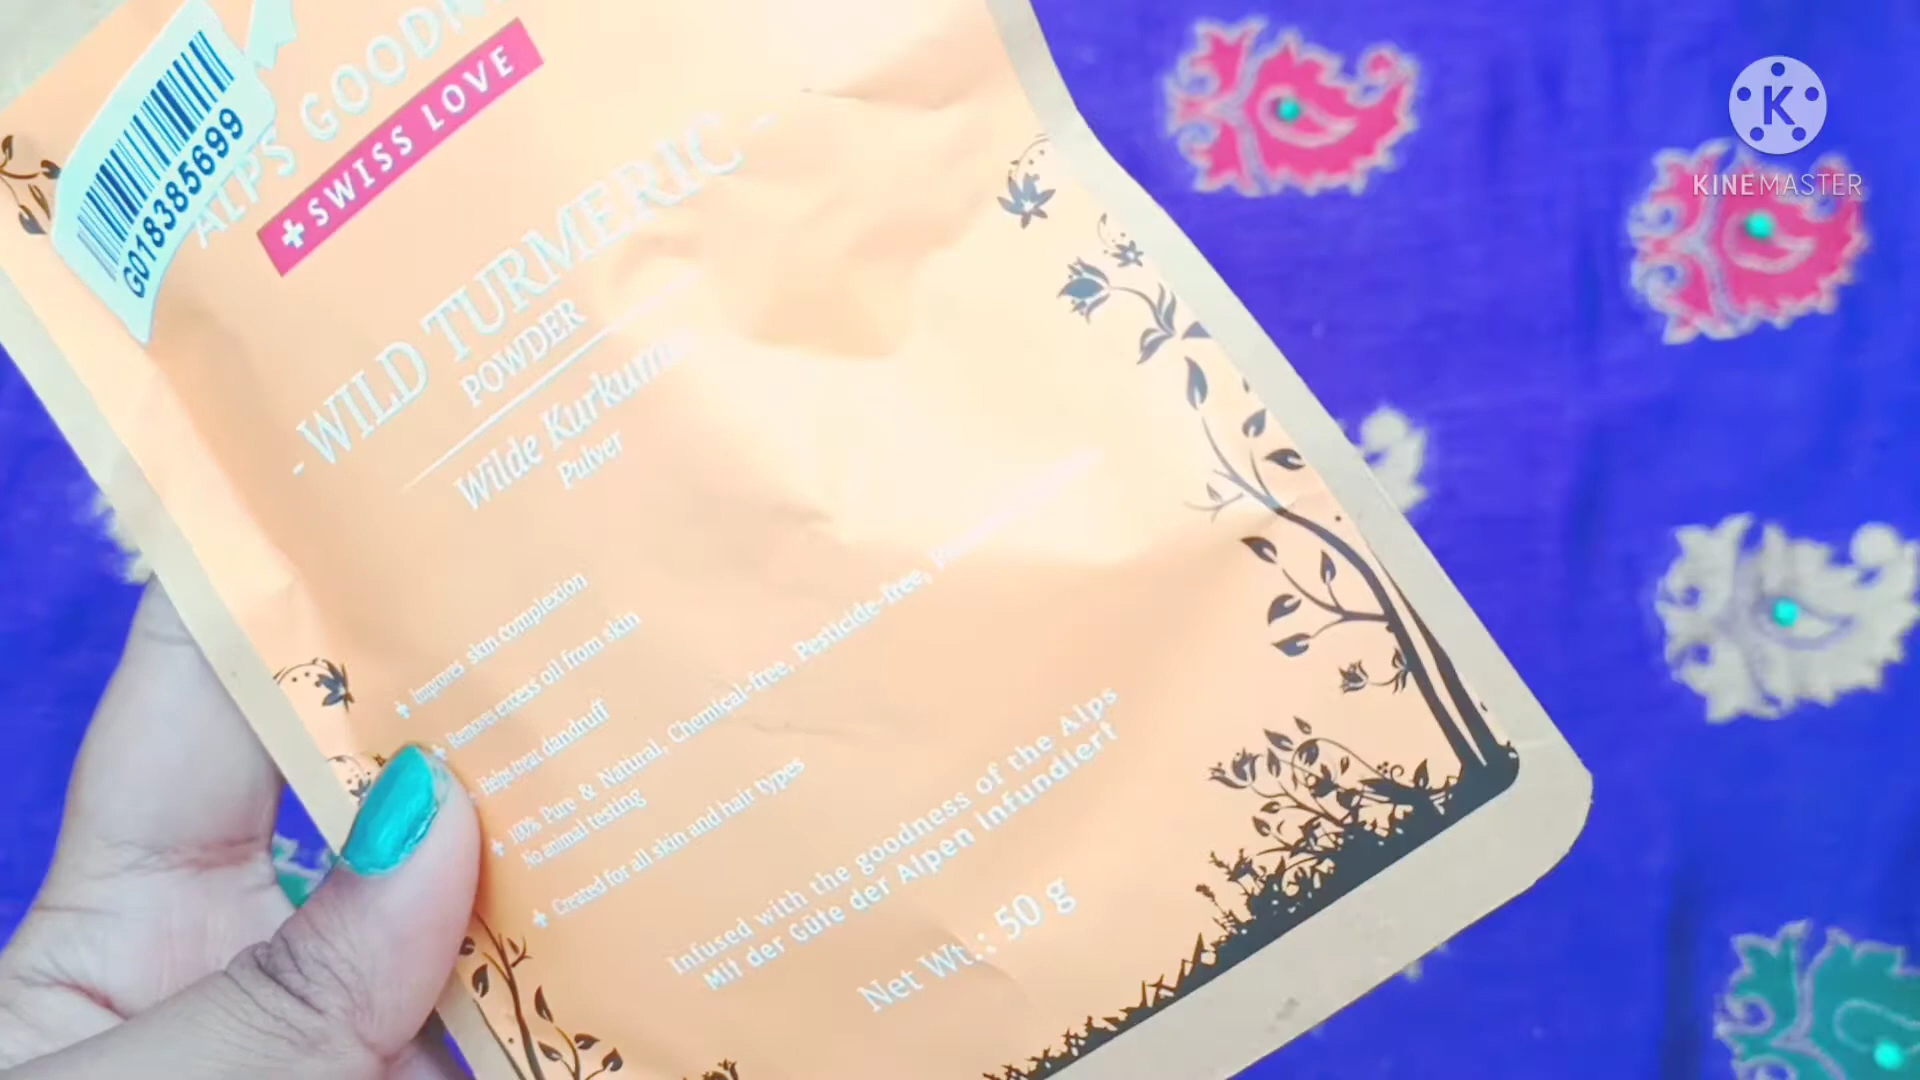 ALPS GOODN
SWISS LOVE
G018385699
- WILD TURMERIC -
POWDER
Wilde Kurkuma
Pulver
Improves skin complexion
Removes excess oil from skin
Helps treat dandruff
100% Pure & Natural, Chemical-free, Pesticide-free,
No animal testing
Created for all skin and hair types
Infused with the goodness of the Alps
Mit der Güte der Alpen infundiert
Net Wt.: 50 g
K
KINEMASTER